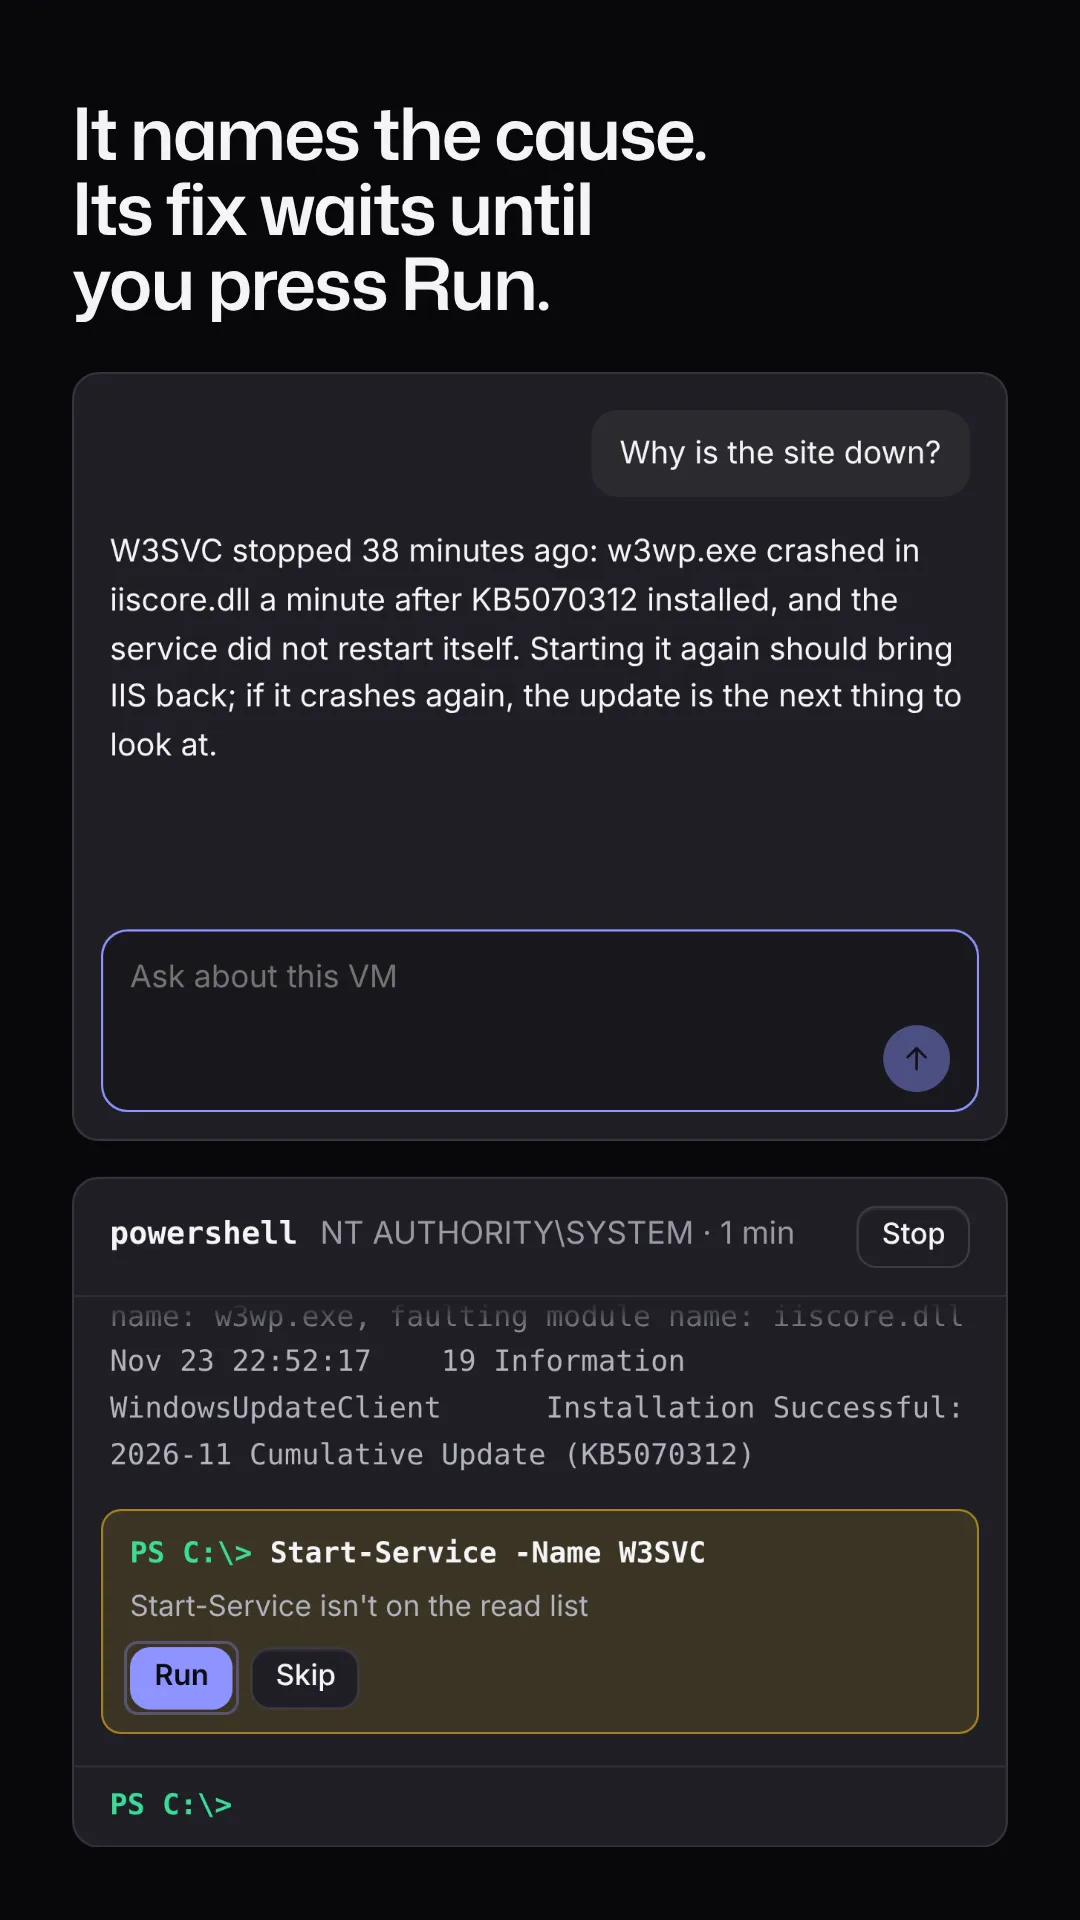 It names the cause.
Its fix waits until
you press Run.
Why is the site down?
W3SVC stopped 38 minutes ago: w3wp.exe crashed in
iiscore.dll a minute after KB5070312 installed, and the
service did not restart itself. Starting it again should bring
IIS back; if it crashes again, the update is the next thing to
look at.
Ask about this VM
powershell NT AUTHORITY\SYSTEM · 1 min Stop
name: w3wp.exe, faulting module name: iiscore.dll
Nov 23 22:52:17    19 Information
WindowsUpdateClient      Installation Successful:
2026-11 Cumulative Update (KB5070312)
PS C:\> Start-Service -Name W3SVC
Start-Service isn't on the read list
Run Skip
PS C:\>